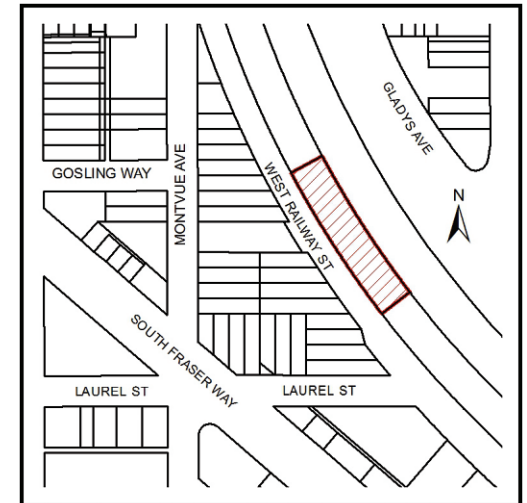 GLADYS AVE
GOSLING WAY
MONTVUE AVE
WEST RAILWAY ST
N
SOUTH FRASER WAY
LAUREL ST
LAUREL ST